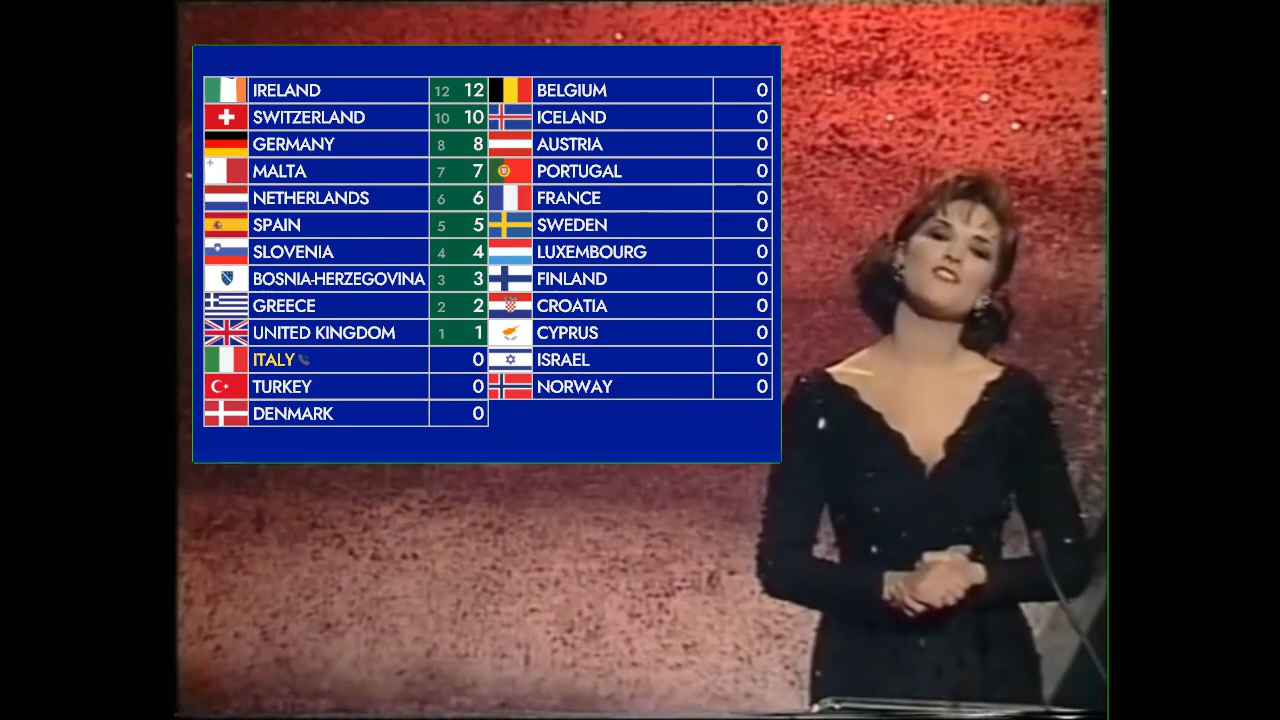 IRELAND 12 12
SWITZERLAND 10 10
GERMANY 8 8
MALTA 7 7
NETHERLANDS 6 6
SPAIN 5 5
SLOVENIA 4 4
BOSNIA-HERZEGOVINA 3 3
GREECE 2 2
UNITED KINGDOM 1 1
ITALY 0
TURKEY 0
DENMARK 0
BELGIUM 0
ICELAND 0
AUSTRIA 0
PORTUGAL 0
FRANCE 0
SWEDEN 0
LUXEMBOURG 0
FINLAND 0
CROATIA 0
CYPRUS 0
ISRAEL 0
NORWAY 0